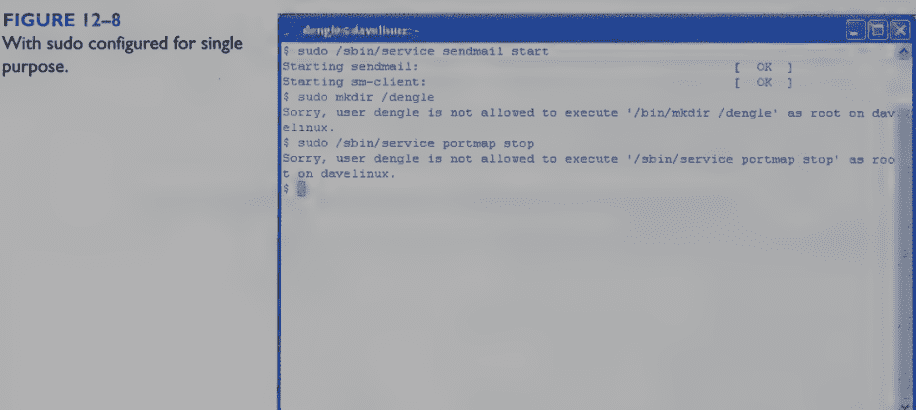 FIGURE 12–8
With sudo configured for single
purpose.
dengle@davelinux: ~
$ sudo /sbin/service sendmail start
Starting sendmail: [ OK ]
Starting sm-client: [ OK ]
$ sudo mkdir /dengle
Sorry, user dengle is not allowed to execute '/bin/mkdir /dengle' as root on dav
elinux.
$ sudo /sbin/service portmap stop
Sorry, user dengle is not allowed to execute '/sbin/service portmap stop' as roo
t on davelinux.
$